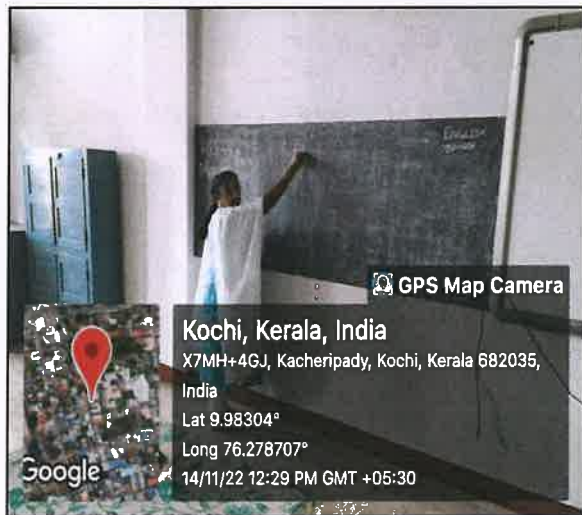 ENGLISH
GPS Map Camera
Kochi, Kerala, India
X7MH+4GJ, Kacheripady, Kochi, Kerala 682035,
India
Lat 9.98304°
Long 76.278707°
14/11/22 12:29 PM GMT +05:30
Google